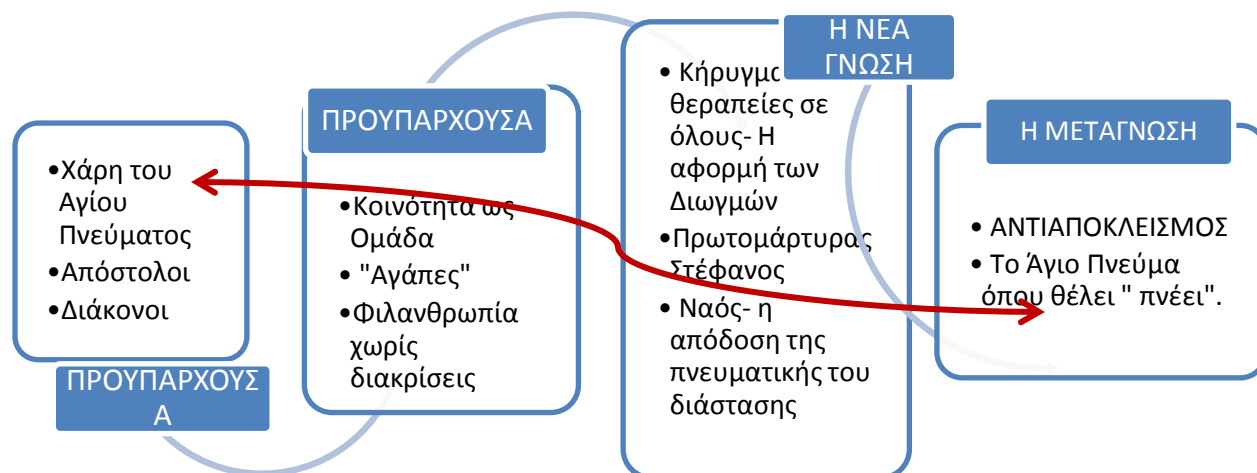 •Χάρη του
Αγίου
Πνεύματος
•Απόστολοι
•Διάκονοι
ΠΡΟΥΠΑΡΧΟΥΣ
Α
ΠΡΟΥΠΑΡΧΟΥΣΑ
•Κοινότητα ως
Ομάδα
• "Αγάπες"
•Φιλανθρωπία
χωρίς
διακρίσεις
Η ΝΕΑ
ΓΝΩΣΗ
•
θεραπείες σε
όλους- Η
αφορμή των
Διωγμών
•Πρωτομάρτυρας
Στέφανος
• Ναός- η
απόδοση της
πνευματικής του
διάστασης
Η ΜΕΤΑΓΝΩΣΗ
• ΑΝΤΙΑΠΟΚΛΕΙΣΜΟΣ
• Το Άγιο Πνεύμα
όπου θέλει " πνέει".